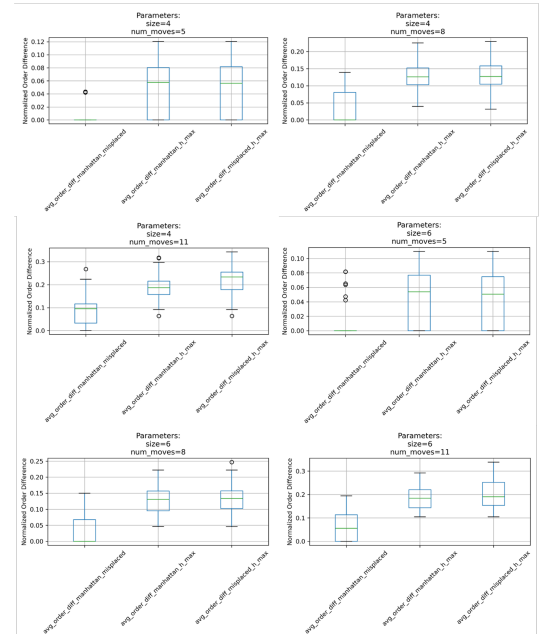 Parameters:
size=4
num_moves=5
Normalized Order Difference
0.12
0.10
0.08
0.06
0.04
0.02
0.00
avg_order_diff_manhattan_misplaced
avg_order_diff_manhattan_h_max
avg_order_diff_misplaced_h_max
Parameters:
size=4
num_moves=8
Normalized Order Difference
0.20
0.15
0.10
0.05
0.00
avg_order_diff_manhattan_misplaced
avg_order_diff_manhattan_h_max
avg_order_diff_misplaced_h_max
Parameters:
size=4
num_moves=11
Normalized Order Difference
0.3
0.2
0.1
0.0
avg_order_diff_manhattan_misplaced
avg_order_diff_manhattan_h_max
avg_order_diff_misplaced_h_max
Parameters:
size=6
num_moves=5
Normalized Order Difference
0.10
0.08
0.06
0.04
0.02
0.00
avg_order_diff_manhattan_misplaced
avg_order_diff_manhattan_h_max
avg_order_diff_misplaced_h_max
Parameters:
size=6
num_moves=8
Normalized Order Difference
0.25
0.20
0.15
0.10
0.05
0.00
avg_order_diff_manhattan_misplaced
avg_order_diff_manhattan_h_max
avg_order_diff_misplaced_h_max
Parameters:
size=6
num_moves=11
Normalized Order Difference
0.3
0.2
0.1
0.0
avg_order_diff_manhattan_misplaced
avg_order_diff_manhattan_h_max
avg_order_diff_misplaced_h_max